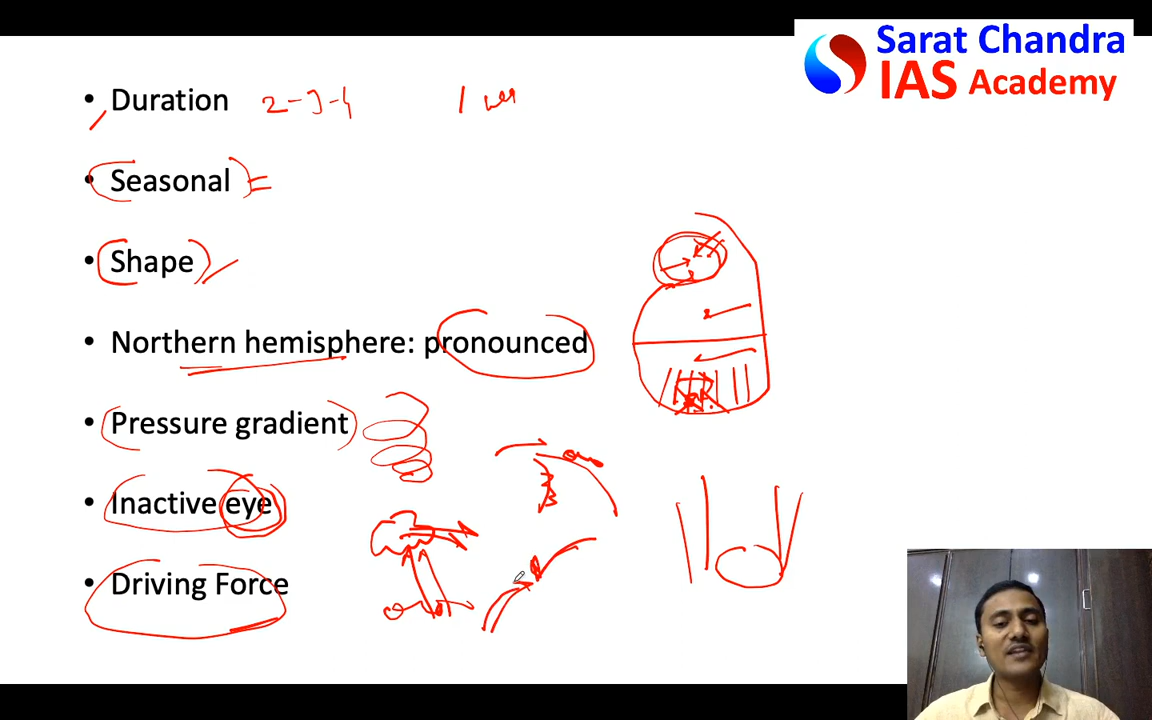 Sarat Chandra
IAS Academy
• Duration 2-3-4 1
• Seasonal =
• Shape
• Northern hemisphere: pronounced
• Pressure gradient
• Inactive eye
• Driving Force